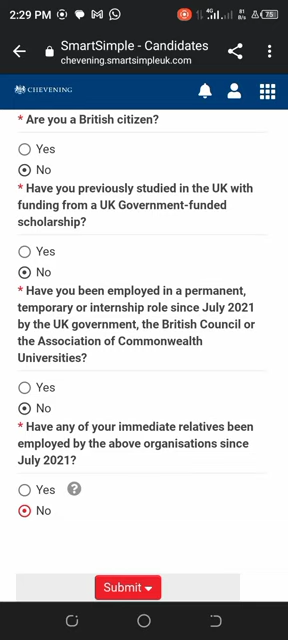 2:29 PM
4G
81
B/s
75
SmartSimple - Candidates
chevening.smartsimpleuk.com
CHEVENING
* Are you a British citizen?
Yes
No
* Have you previously studied in the UK with
funding from a UK Government-funded
scholarship?
Yes
No
* Have you been employed in a permanent,
temporary or internship role since July 2021
by the UK government, the British Council or
the Association of Commonwealth
Universities?
Yes
No
* Have any of your immediate relatives been
employed by the above organisations since
July 2021?
Yes ?
No
Submit